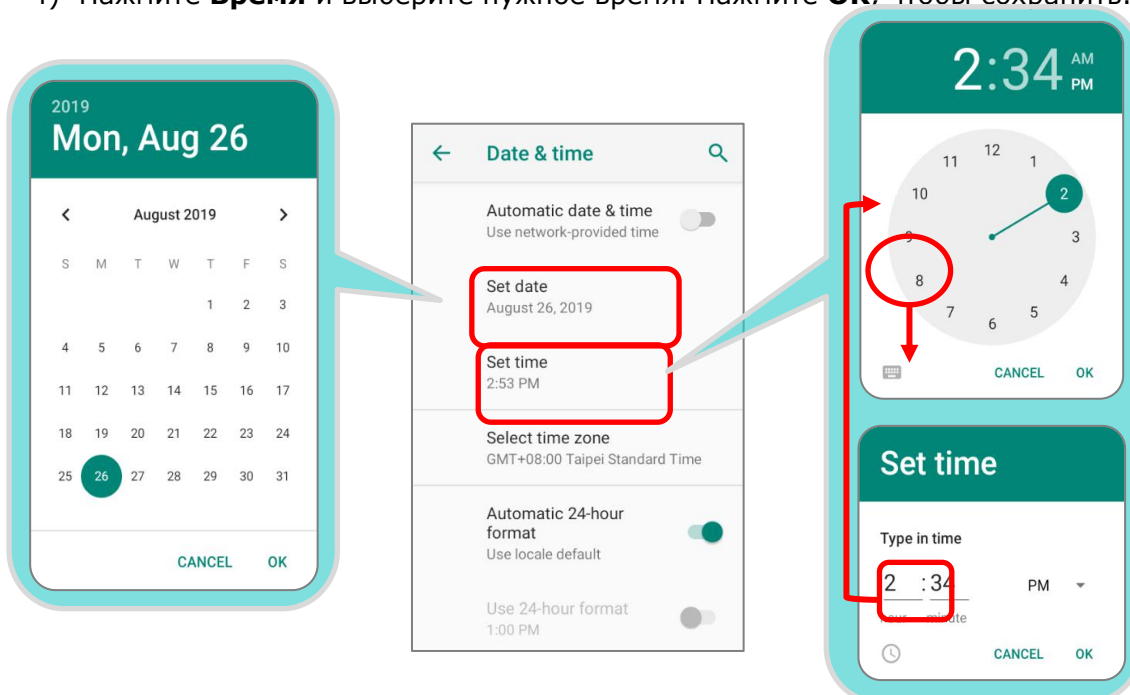 Нажмите Время и выберите нужное время. Нажмите OK, чтобы сохранить.
2019
Mon, Aug 26
August 2019
S M T W T F S
1 2 3
4 5 6 7 8 9 10
11 12 13 14 15 16 17
18 19 20 21 22 23 24
25 26 27 28 29 30 31
CANCEL OK
Date & time
Automatic date & time
Use network-provided time
Set date
August 26, 2019
Set time
2:53 PM
Select time zone
GMT+08:00 Taipei Standard Time
Automatic 24-hour
format
Use locale default
Use 24-hour format
1:00 PM
2:34 AM
PM
12
11 1
10 2
9 3
8 4
7 5
6
CANCEL OK
Set time
Type in time
2 : 34 PM
hour minute
CANCEL OK